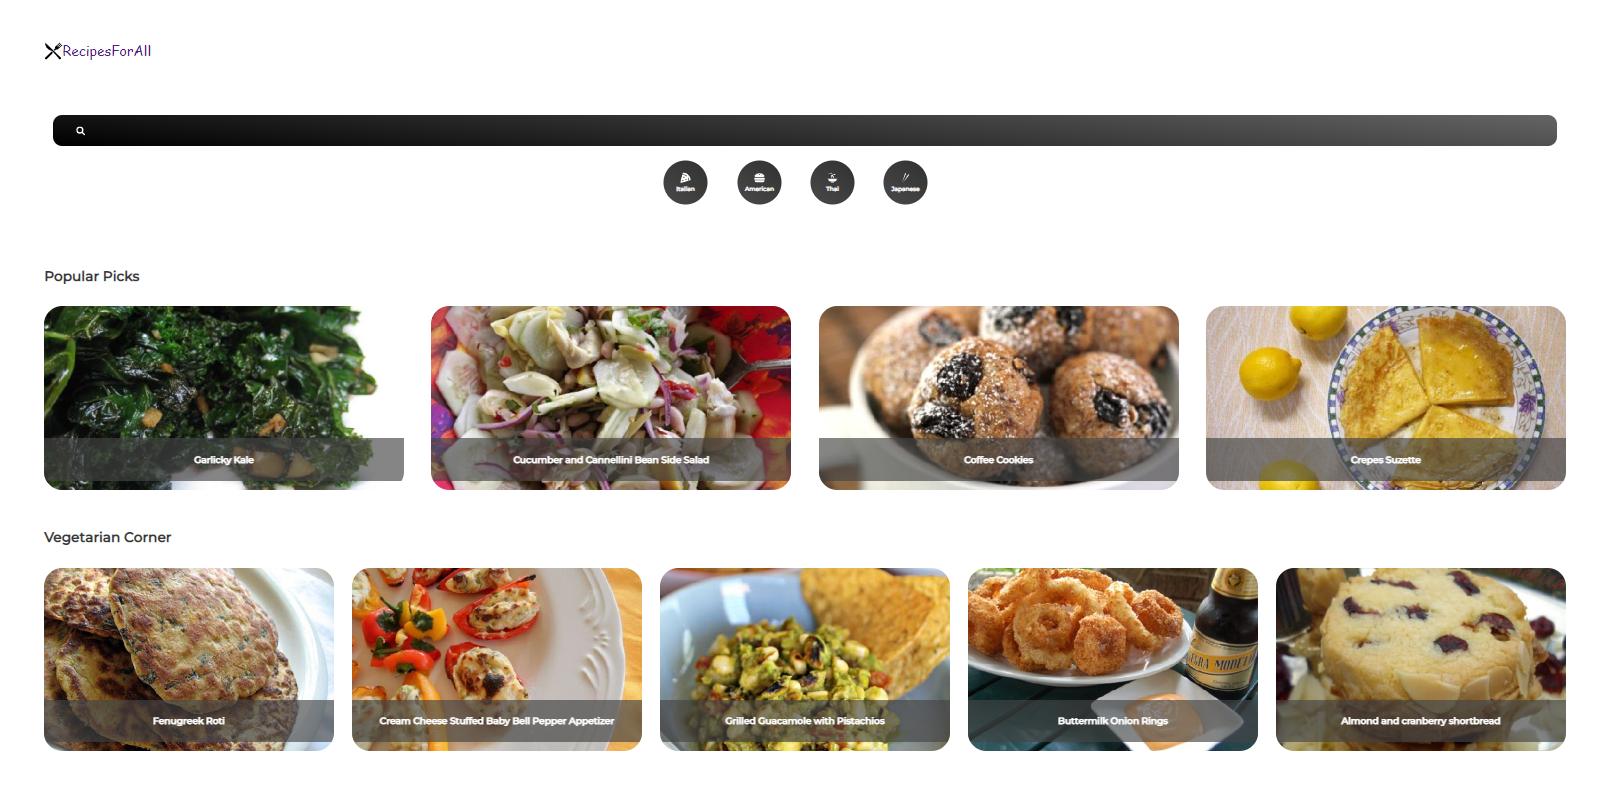 RecipesForAll
Italian
American
Thai
Japanese
Popular Picks
Garlicky Kale
Cucumber and Cannellini Bean Side Salad
Coffee Cookies
Crepes Suzette
Vegetarian Corner
Fenugreek Roti
Cream Cheese Stuffed Baby Bell Pepper Appetizer
Grilled Guacamole with Pistachios
Buttermilk Onion Rings
MODELO
Almond and cranberry shortbread